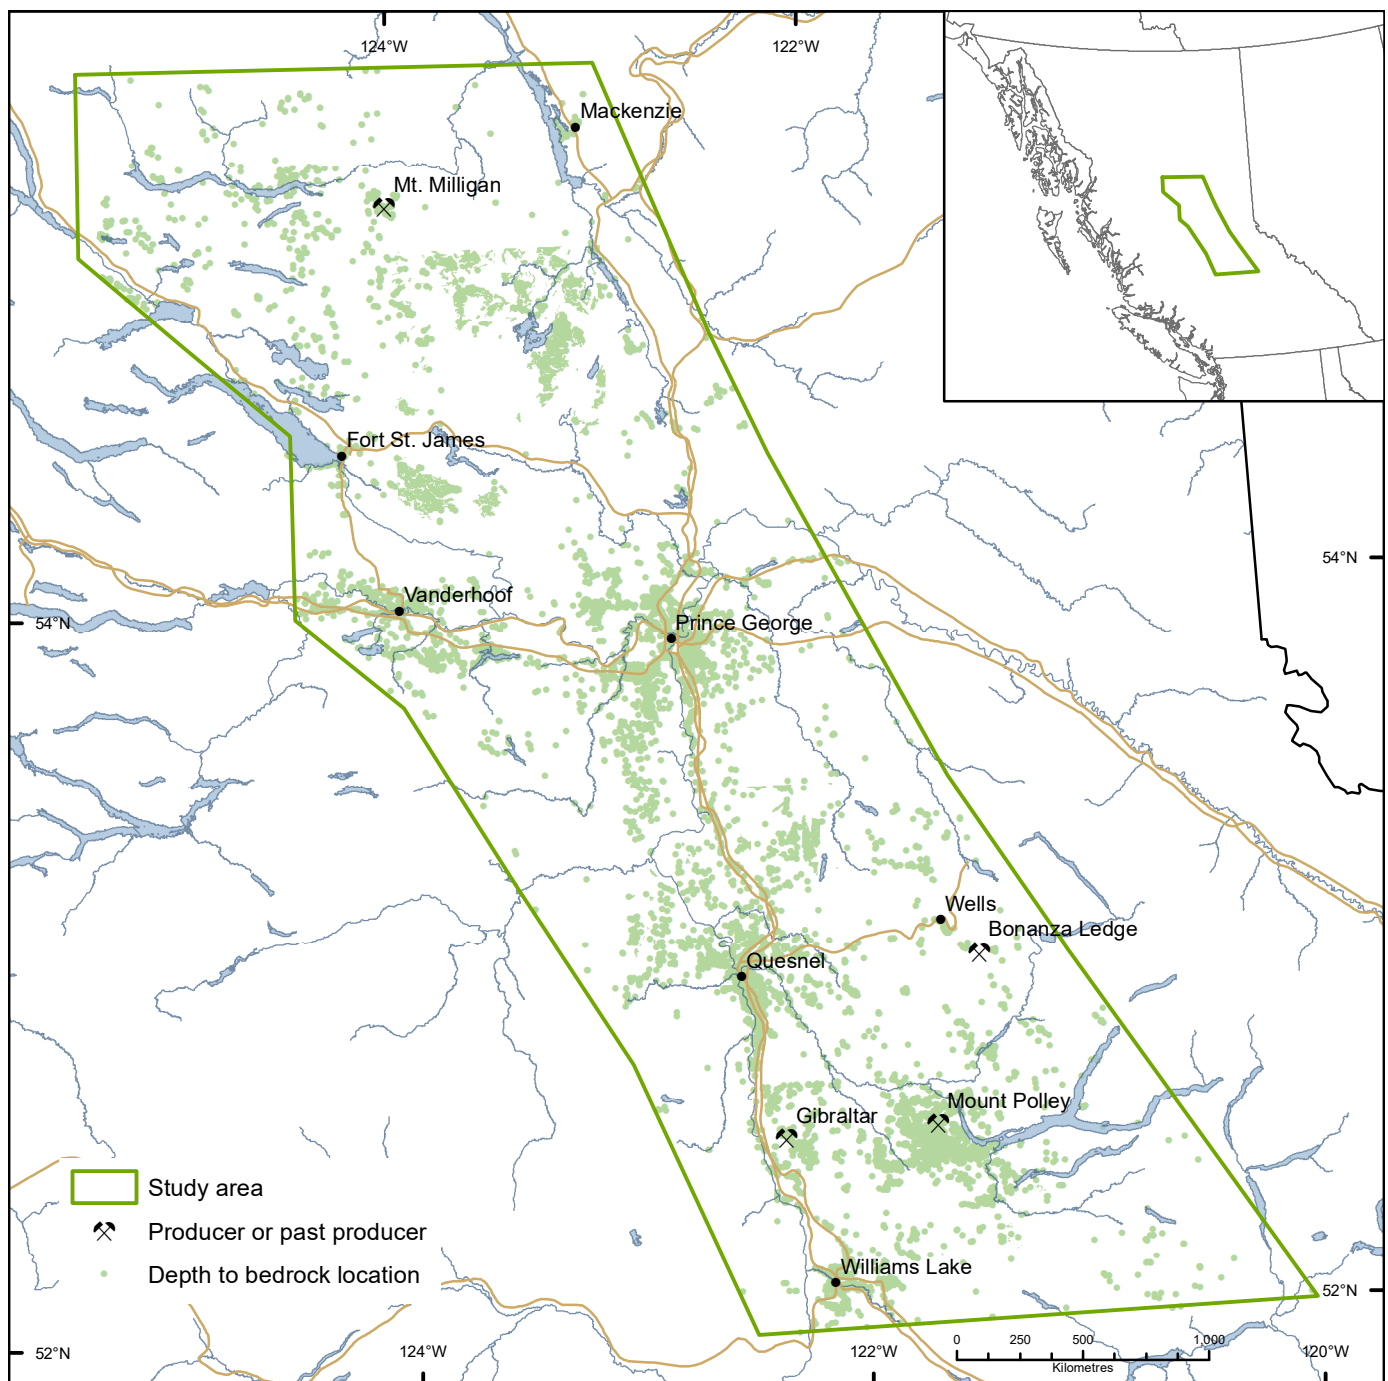 124°W
122°W
Mackenzie
Mt. Milligan
Fort St. James
54°N
Vanderhoof
54°N
Prince George
Wells
Bonanza Ledge
Quesnel
Mount Polley
Gibraltar
Study area
Producer or past producer
Williams Lake
Depth to bedrock location
52°N
0 250 500 1,000
Kilometres
52°N
124°W
122°W
120°W